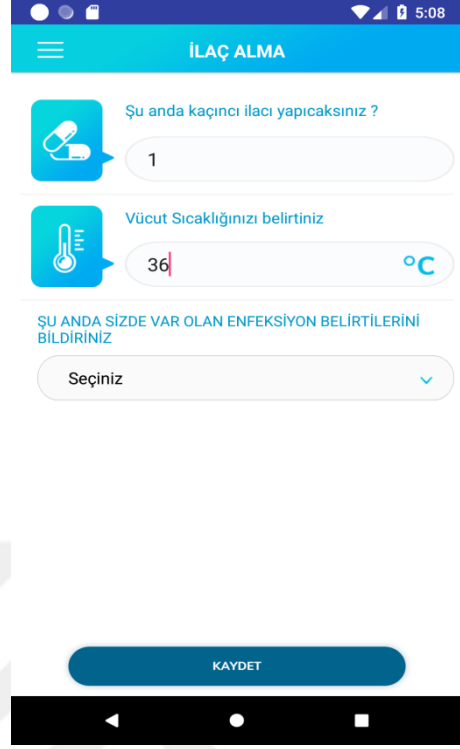 5:08
İLAÇ ALMA
Şu anda kaçıncı ilacı yapıcaksınız ?
1
Vücut Sıcaklığınızı belirtiniz
36
°C
ŞU ANDA SİZDE VAR OLAN ENFEKSİYON BELİRTİLERİNİ
BİLDİRİNİZ
Seçiniz
KAYDET